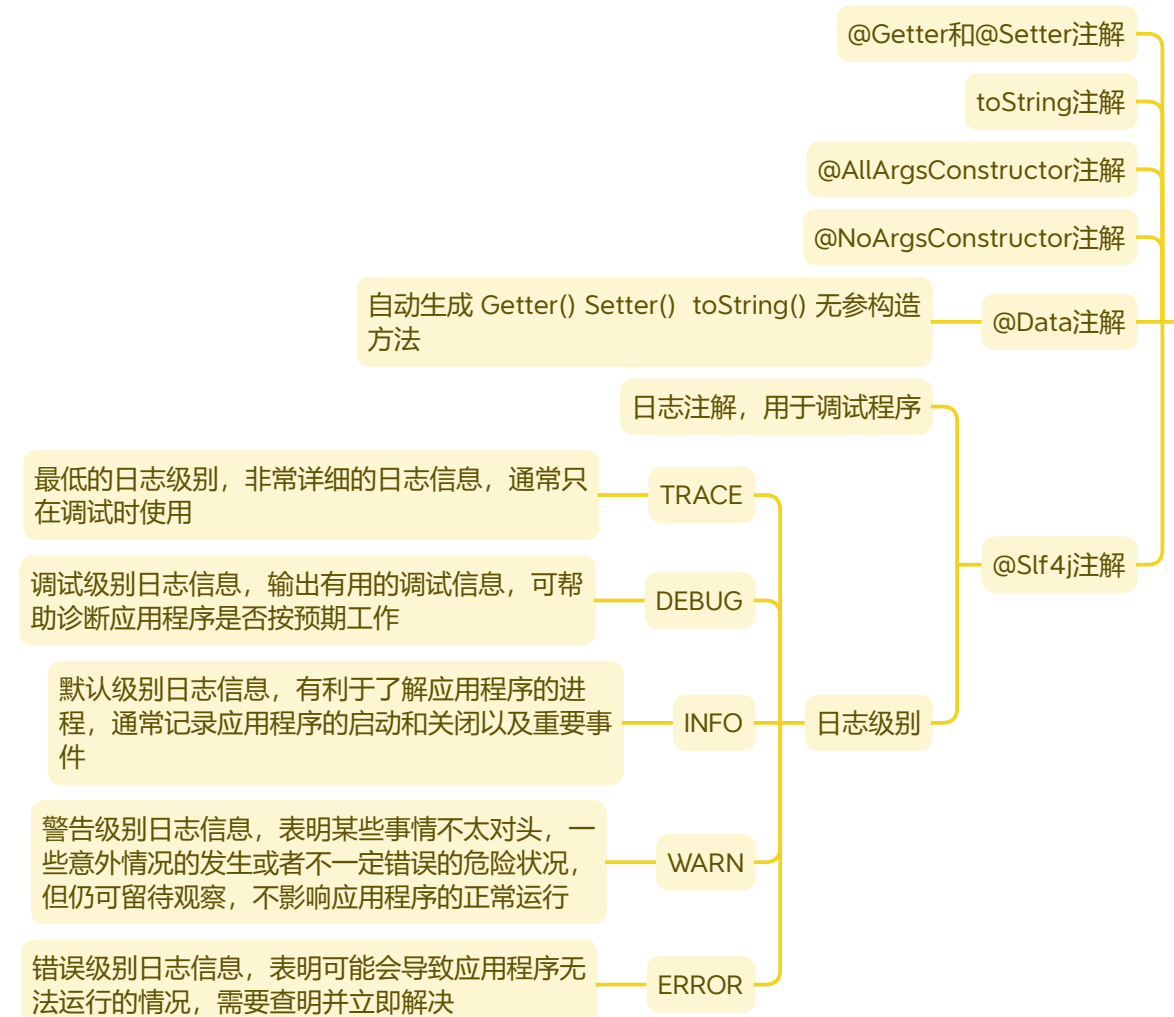 @Getter和@Setter注解
toString注解
@AllArgsConstructor注解
@NoArgsConstructor注解
自动生成 Getter() Setter()  toString() 无参构造
方法
@Data注解
日志注解，用于调试程序
最低的日志级别，非常详细的日志信息，通常只
在调试时使用
TRACE
@Slf4j注解
调试级别日志信息，输出有用的调试信息，可帮
助诊断应用程序是否按预期工作
DEBUG
默认级别日志信息，有利于了解应用程序的进
程，通常记录应用程序的启动和关闭以及重要事
件
INFO
日志级别
警告级别日志信息，表明某些事情不太对头，一
些意外情况的发生或者不一定错误的危险状况，
但仍可留待观察，不影响应用程序的正常运行
WARN
错误级别日志信息，表明可能会导致应用程序无
法运行的情况，需要查明并立即解决
ERROR